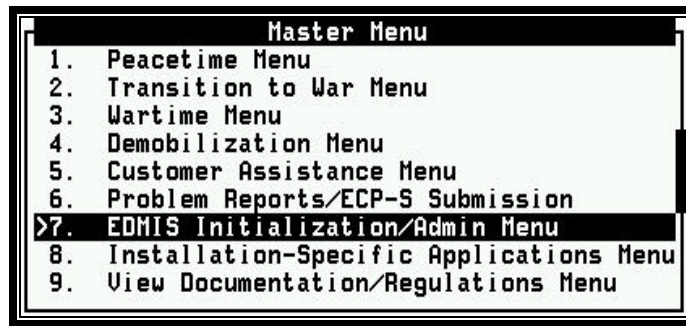 Master Menu
1. Peacetime Menu
2. Transition to War Menu
3. Wartime Menu
4. Demobilization Menu
5. Customer Assistance Menu
6. Problem Reports/ECP-S Submission
>7. EDMIS Initialization/Admin Menu
8. Installation-Specific Applications Menu
9. View Documentation/Regulations Menu